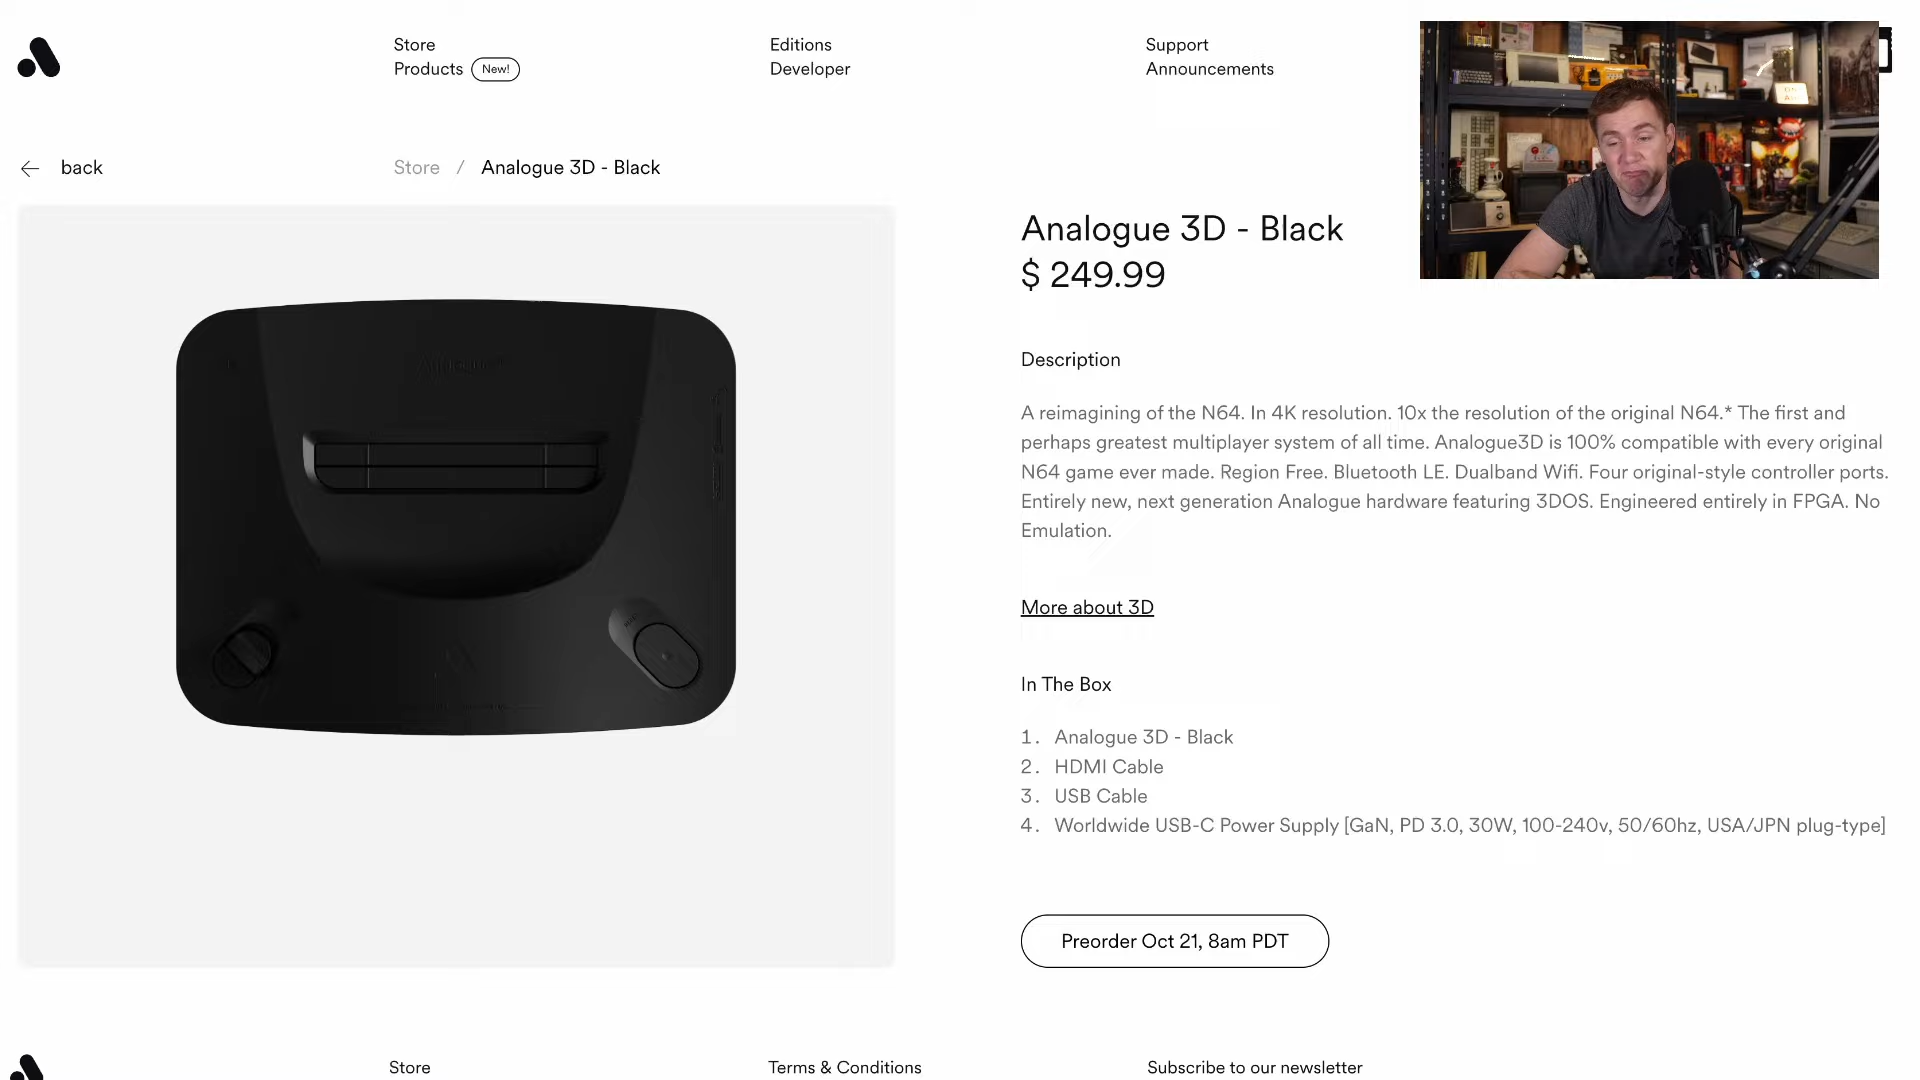 Store
Products New!
Editions
Developer
Support
Announcements
back
Store / Analogue 3D - Black
Analogue 3D - Black
$ 249.99
Description
A reimagining of the N64. In 4K resolution. 10x the resolution of the original N64.* The first and
perhaps greatest multiplayer system of all time. Analogue3D is 100% compatible with every original
N64 game ever made. Region Free. Bluetooth LE. Dualband Wifi. Four original-style controller ports.
Entirely new, next generation Analogue hardware featuring 3DOS. Engineered entirely in FPGA. No
Emulation.
More about 3D
In The Box
1. Analogue 3D - Black
2. HDMI Cable
3. USB Cable
4. Worldwide USB-C Power Supply [GaN, PD 3.0, 30W, 100-240v, 50/60hz, USA/JPN plug-type]
Preorder Oct 21, 8am PDT
Store
Terms & Conditions
Subscribe to our newsletter